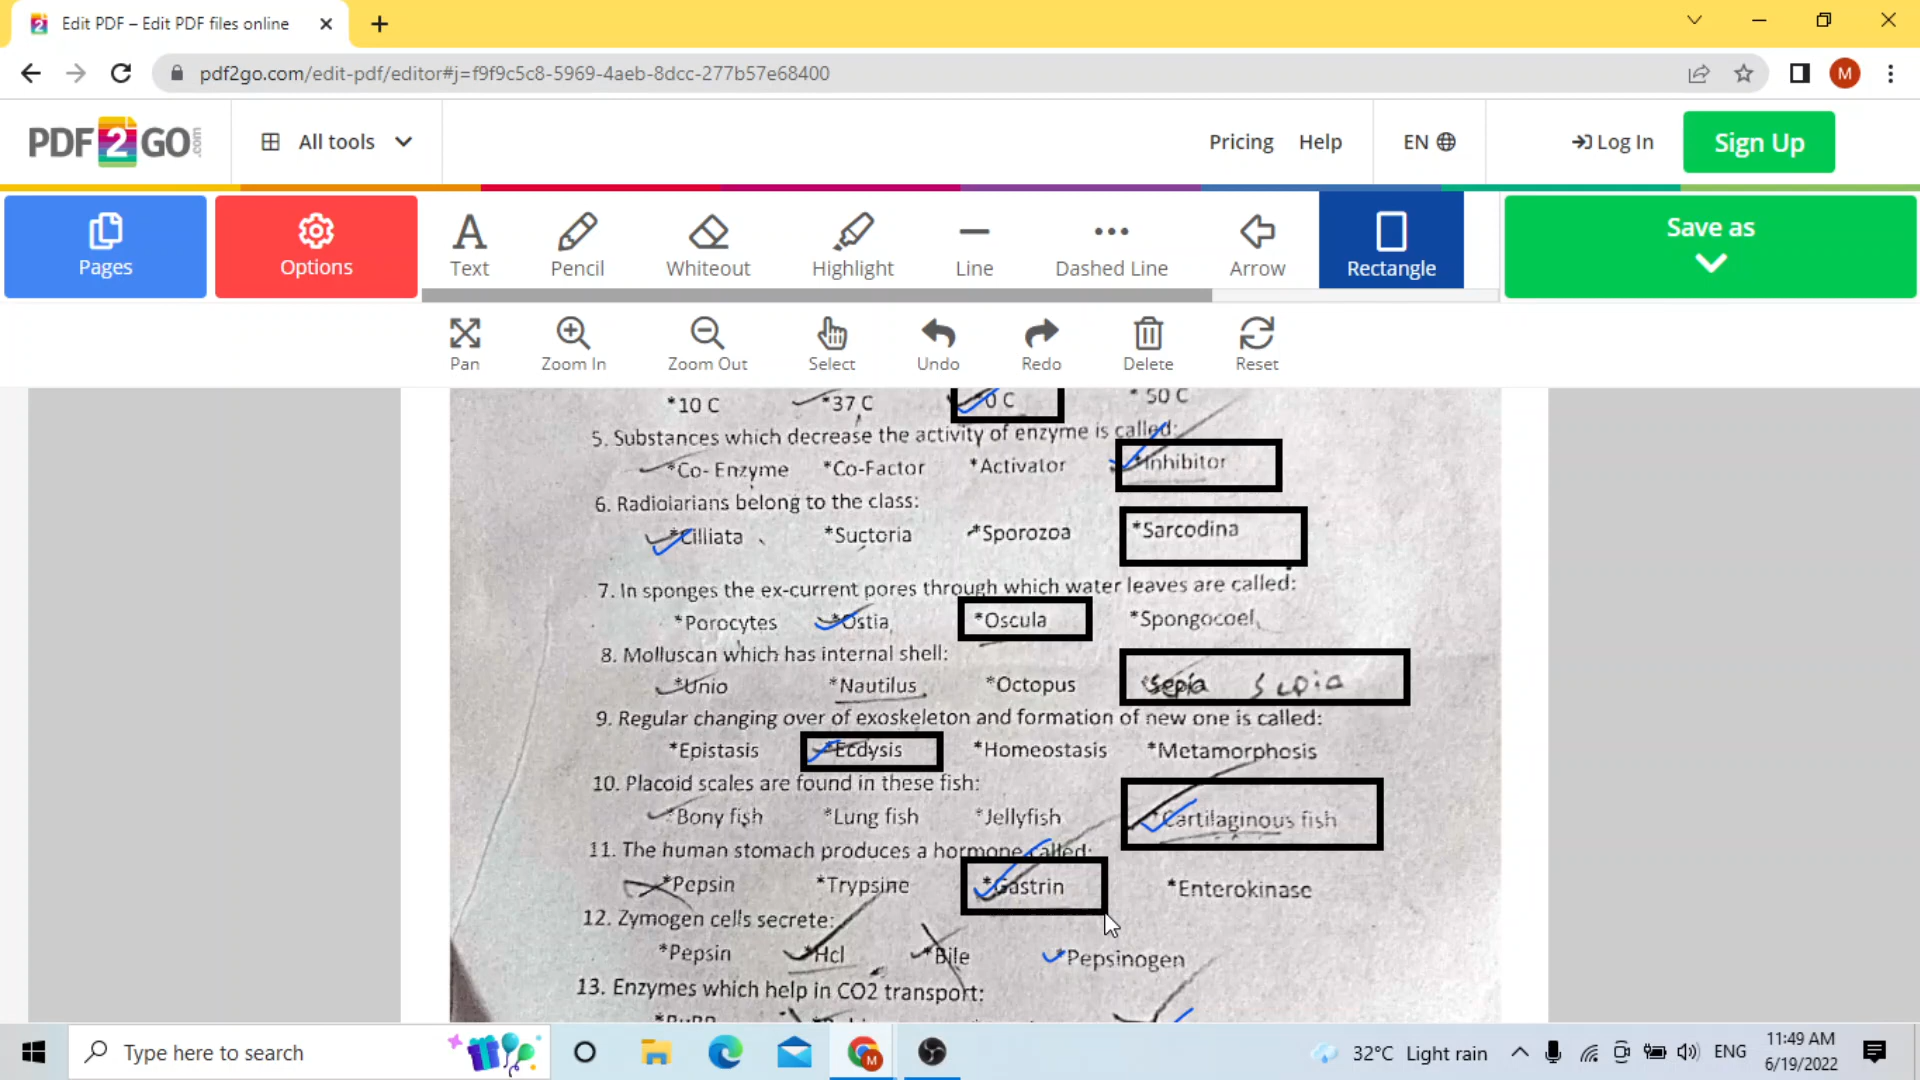 Edit PDF – Edit PDF files online
pdf2go.com/edit-pdf/editor#j=f9f9c5c8-5969-4aeb-8dcc-277b57e68400
M
PDF 2 GO .com
All tools
Pricing
Help
EN
Log In
Sign Up
Pages
Options
Text
Pencil
Whiteout
Highlight
Line
Dashed Line
Arrow
Rectangle
Save as
Pan
Zoom In
Zoom Out
Select
Undo
Redo
Delete
Reset
*10 C *37 C *0 C * 50 C
5. Substances which decrease the activity of enzyme is called:
*Co- Enzyme *Co-Factor *Activator *Inhibitor
6. Radiolarians belong to the class:
*Cilliata *Suctoria *Sporozoa *Sarcodina
7. In sponges the ex-current pores through which water leaves are called:
*Porocytes *Ostia *Oscula *Spongocoel
8. Molluscan which has internal shell:
*Unio *Nautilus *Octopus *Sepia Sepia
9. Regular changing over of exoskeleton and formation of new one is called:
*Epistasis *Ecdysis *Homeostasis *Metamorphosis
10. Placoid scales are found in these fish:
*Bony fish *Lung fish *Jellyfish *Cartilaginous fish
11. The human stomach produces a hormone called:
*Pepsin *Trypsine *Gastrin *Enterokinase
12. Zymogen cells secrete:
*Pepsin *Hcl *Bile *Pepsinogen
13. Enzymes which help in CO2 transport:
Type here to search
M
32°C Light rain
ENG
11:49 AM
6/19/2022